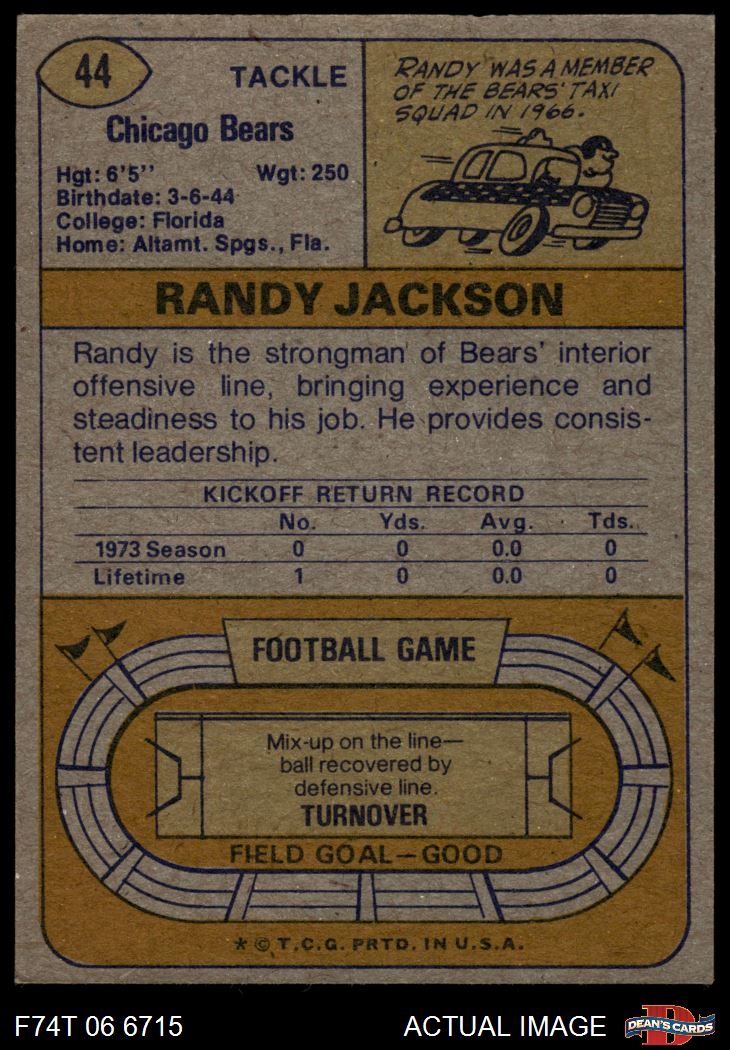 44
TACKLE
Chicago Bears
Hgt: 6'5'' Wgt: 250
Birthdate: 3-6-44
College: Florida
Home: Altamt. Spgs., Fla.
RANDY WAS A MEMBER
OF THE BEARS' TAXI
SQUAD IN 1966.
RANDY JACKSON
Randy is the strongman of Bears' interior
offensive line, bringing experience and
steadiness to his job. He provides consis-
tent leadership.
KICKOFF RETURN RECORD
No. Yds. Avg. Tds.
1973 Season 0 0 0.0 0
Lifetime 1 0 0.0 0
FOOTBALL GAME
Mix-up on the line—
ball recovered by
defensive line.
TURNOVER
FIELD GOAL—GOOD
* © T.C.G. PRTD. IN U.S.A.
F74T 06 6715 ACTUAL IMAGE
D
DEAN'S CARDS